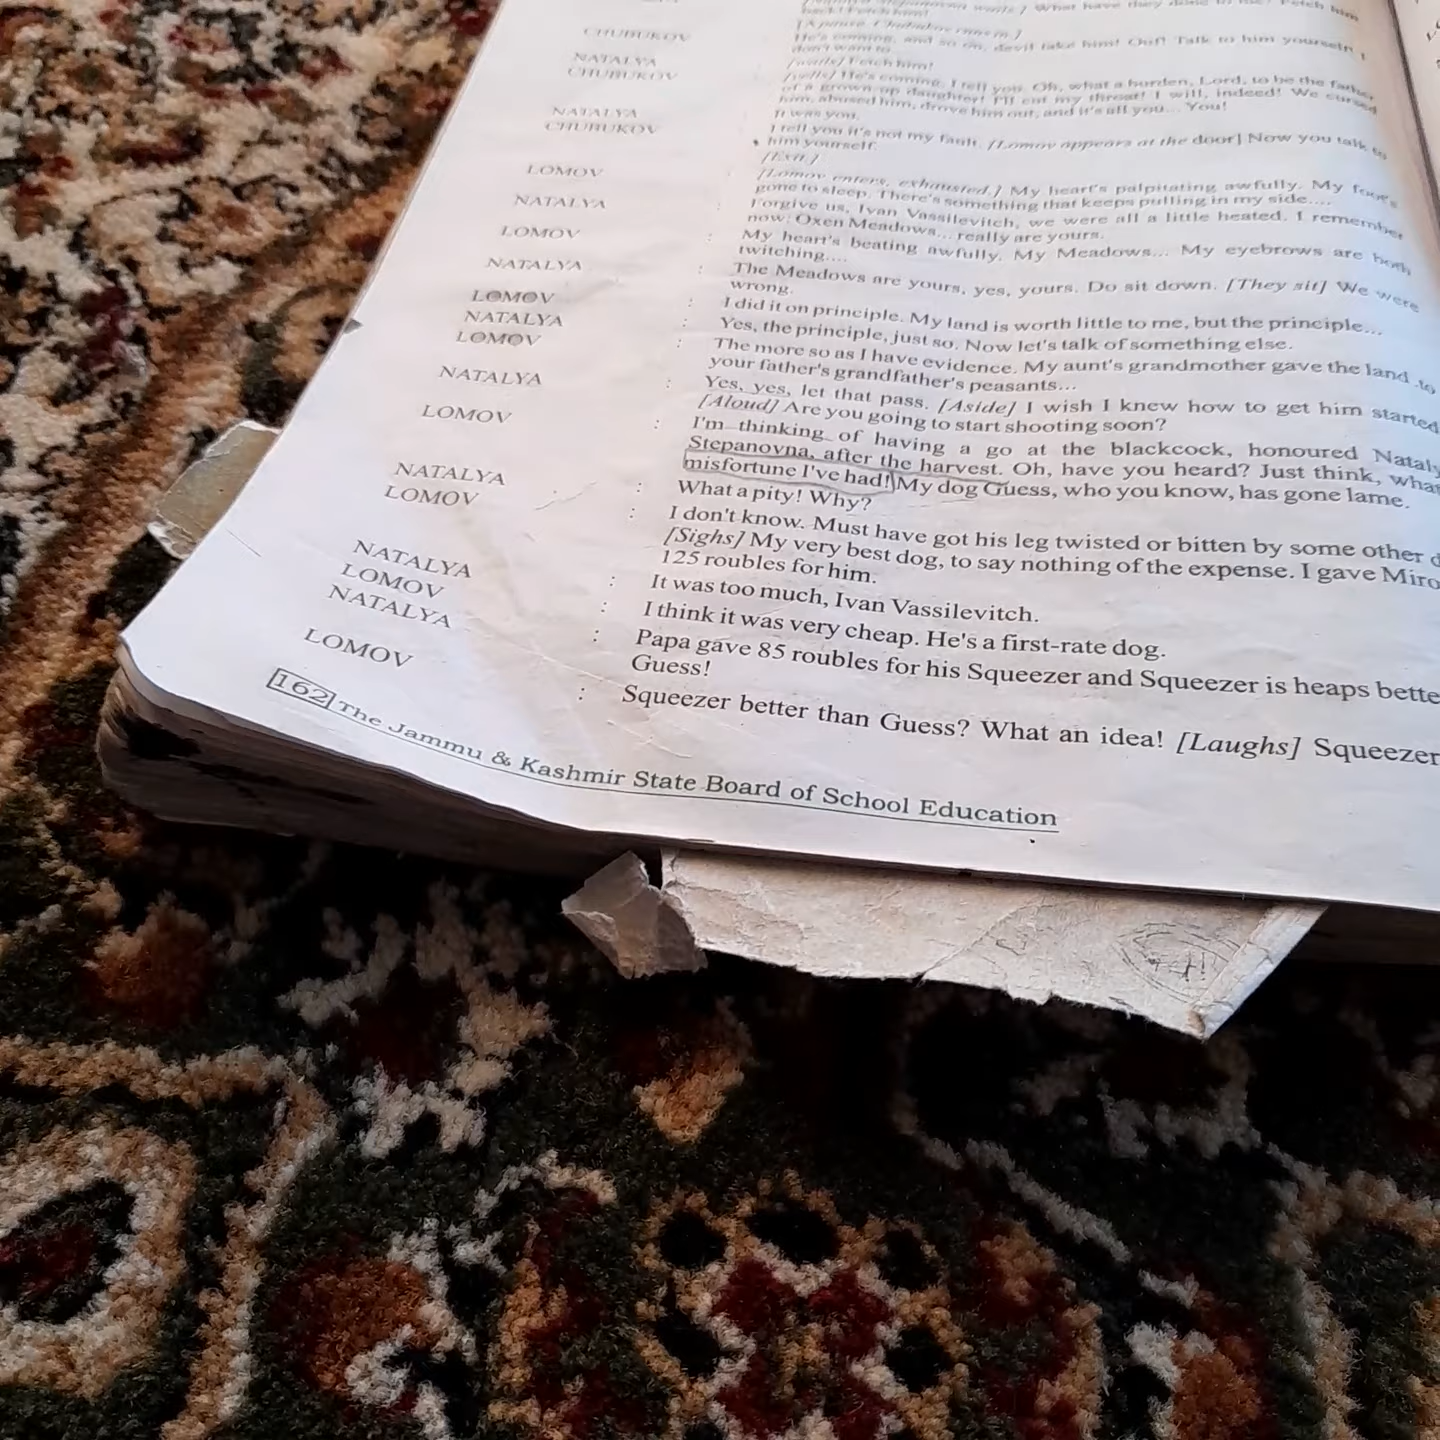 back! Fetch him!
CHUBUKOV : He's coming, and so on, devil take him! Ouf! Talk to him yourself, I
don't want to.
NATALYA : [wails] Fetch him!
CHUBUKOV : [yells] He's coming, I tell you. Oh, what a burden, Lord, to be the father
of a grown-up daughter! I'll cut my throat! I will, indeed! We cursed
him, abused him, drove him out, and it's all you... You!
NATALYA : It was you.
CHUBUKOV : I tell you it's not my fault. [Lomov appears at the door] Now you talk to
him yourself.
[Exit.]
LOMOV : [Lomov enters, exhausted.] My heart's palpitating awfully. My foot's
gone to sleep. There's something that keeps pulling in my side....
NATALYA : Forgive us, Ivan Vassilevitch, we were all a little heated. I remember
now: Oxen Meadows... really are yours.
LOMOV : My heart's beating awfully. My Meadows... My eyebrows are both
twitching....
NATALYA : The Meadows are yours, yes, yours. Do sit down. [They sit] We were
wrong.
LOMOV : I did it on principle. My land is worth little to me, but the principle...
NATALYA : Yes, the principle, just so. Now let's talk of something else.
LOMOV : The more so as I have evidence. My aunt's grandmother gave the land to
your father's grandfather's peasants...
NATALYA : Yes, yes, let that pass. [Aside] I wish I knew how to get him started
[Aloud] Are you going to start shooting soon?
LOMOV : I'm thinking of having a go at the blackcock, honoured Nataly
Stepanovna, after the harvest. Oh, have you heard? Just think, what
misfortune I've had! My dog Guess, who you know, has gone lame.
NATALYA : What a pity! Why?
LOMOV : I don't know. Must have got his leg twisted or bitten by some other d
[Sighs] My very best dog, to say nothing of the expense. I gave Miro
125 roubles for him.
NATALYA : It was too much, Ivan Vassilevitch.
LOMOV : I think it was very cheap. He's a first-rate dog.
NATALYA : Papa gave 85 roubles for his Squeezer and Squeezer is heaps bette
Guess!
LOMOV : Squeezer better than Guess? What an idea! [Laughs] Squeezer
162 The Jammu & Kashmir State Board of School Education